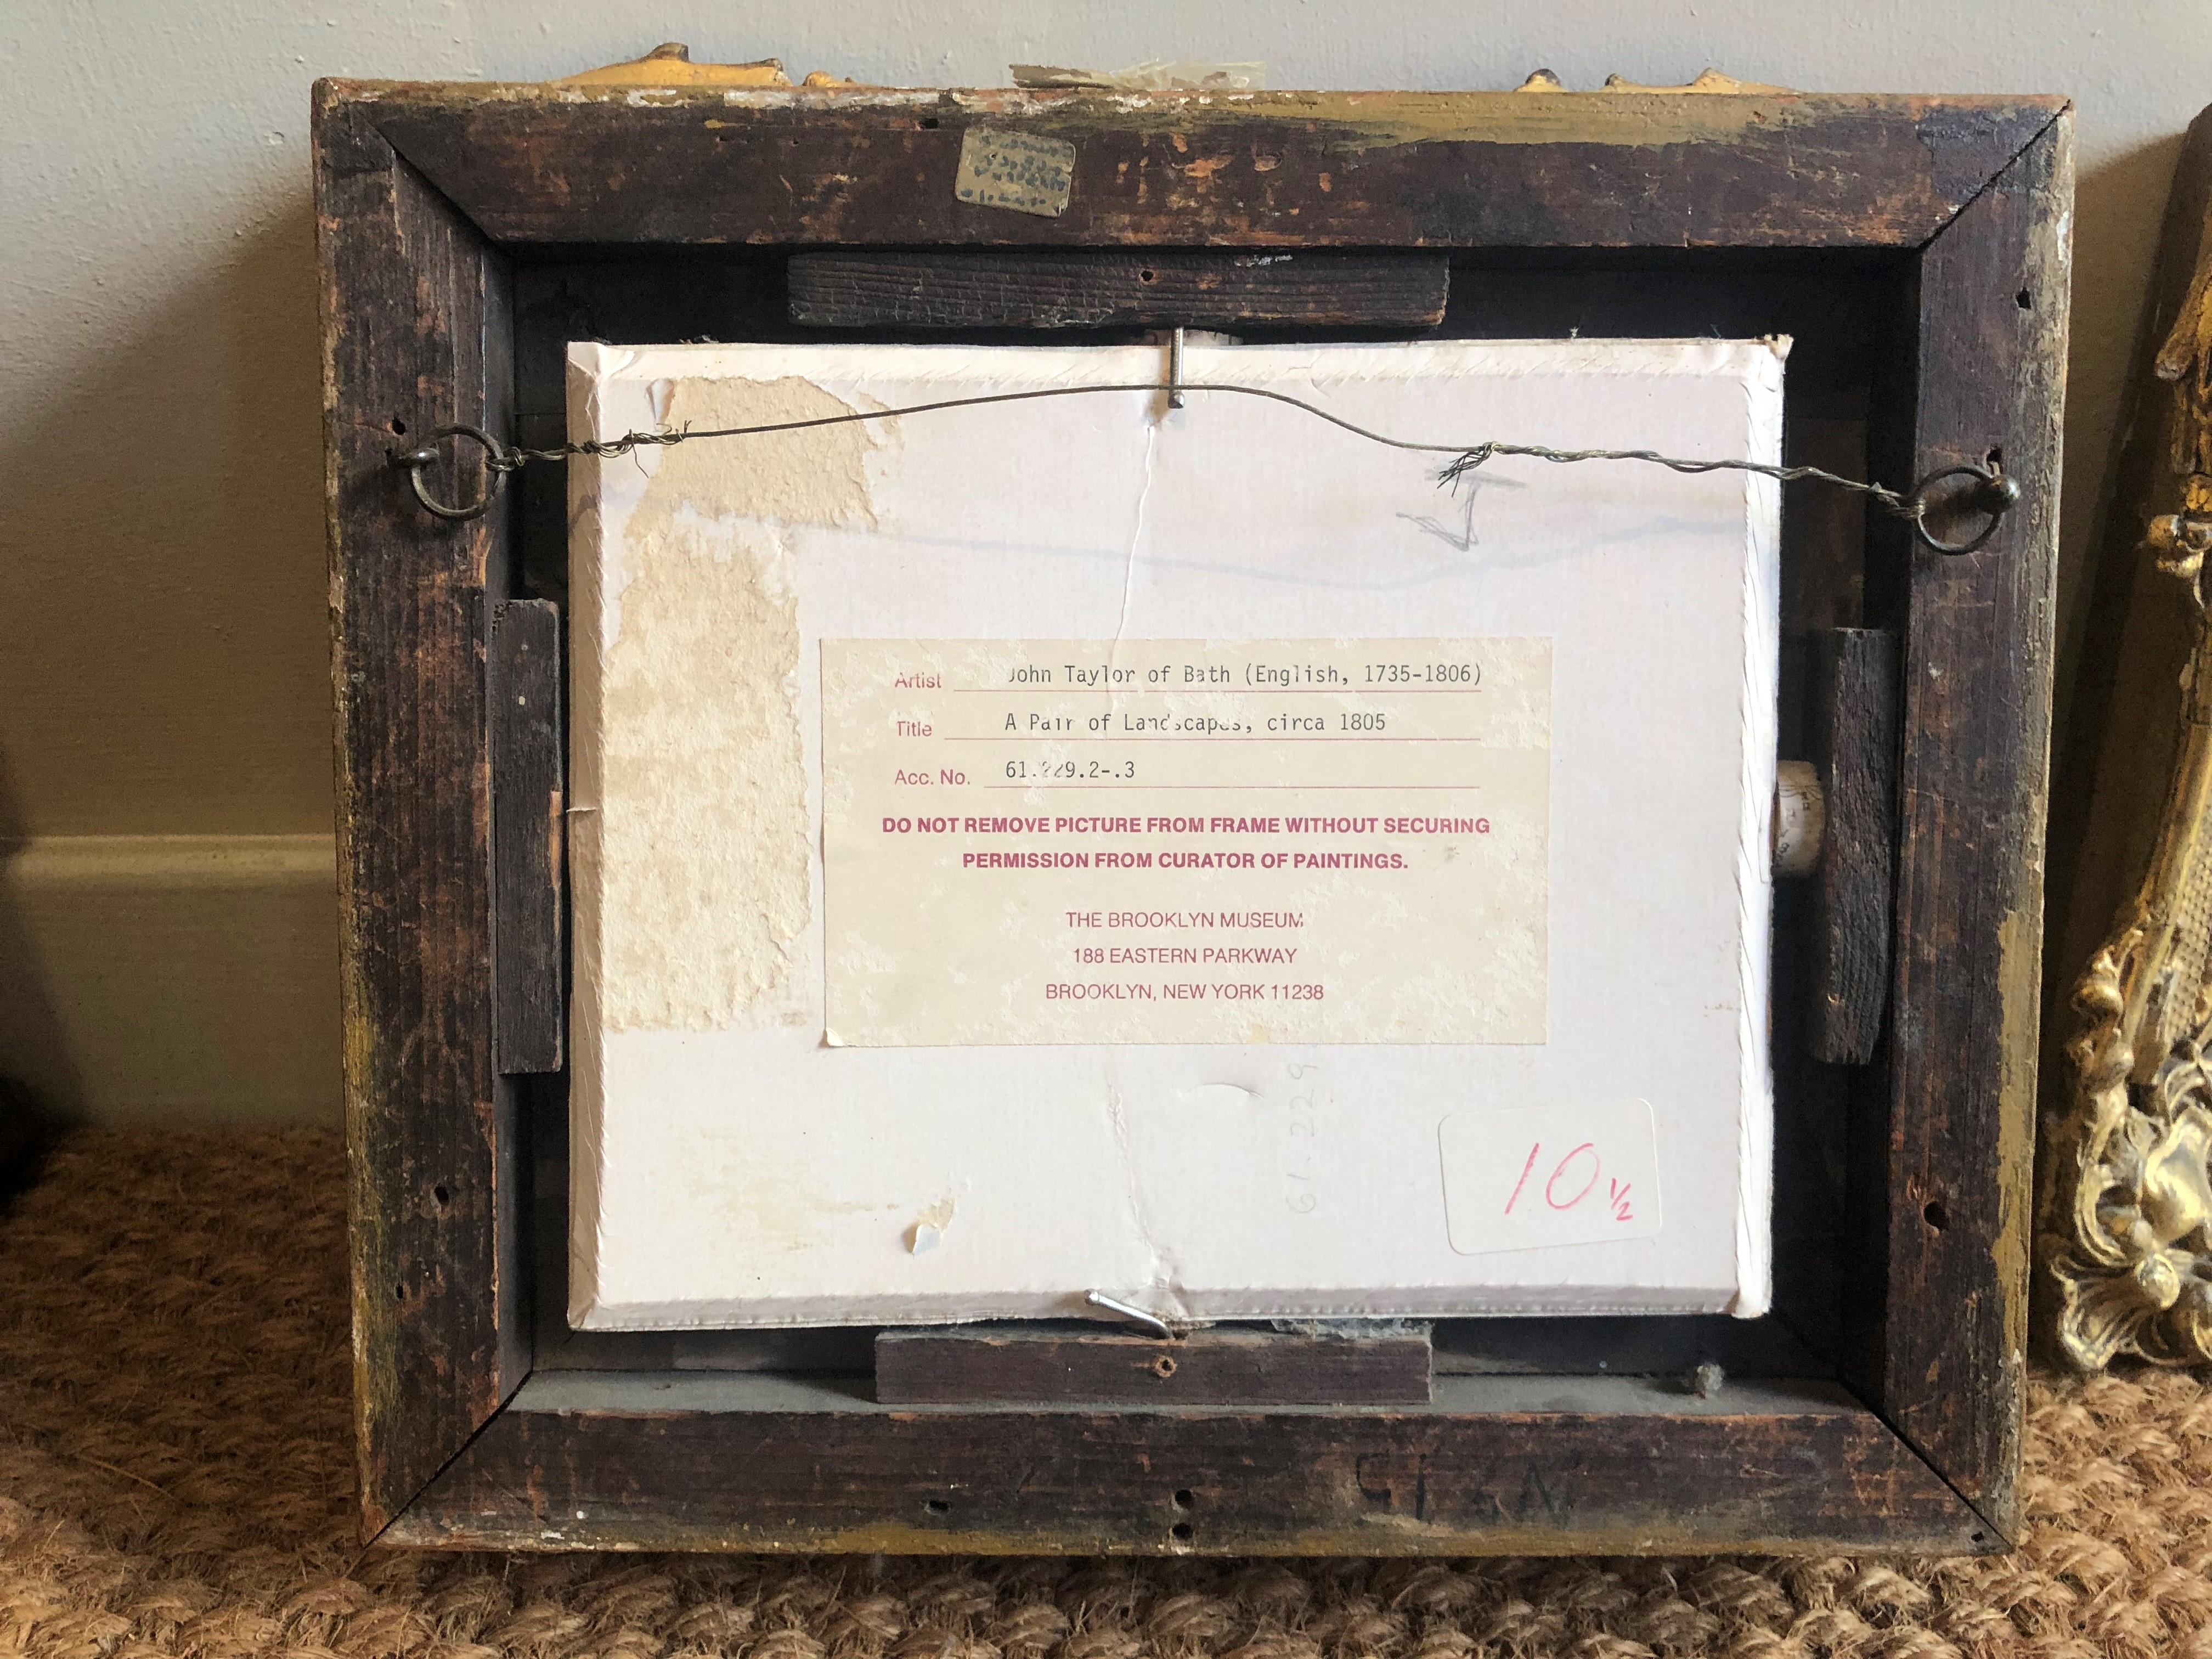 Artist John Taylor of Bath (English, 1735-1806)
Title A Pair of Landscapes, circa 1805
Acc. No. 61.229.2-.3
DO NOT REMOVE PICTURE FROM FRAME WITHOUT SECURING
PERMISSION FROM CURATOR OF PAINTINGS.
THE BROOKLYN MUSEUM
188 EASTERN PARKWAY
BROOKLYN, NEW YORK 11238
61.229
10 1/2